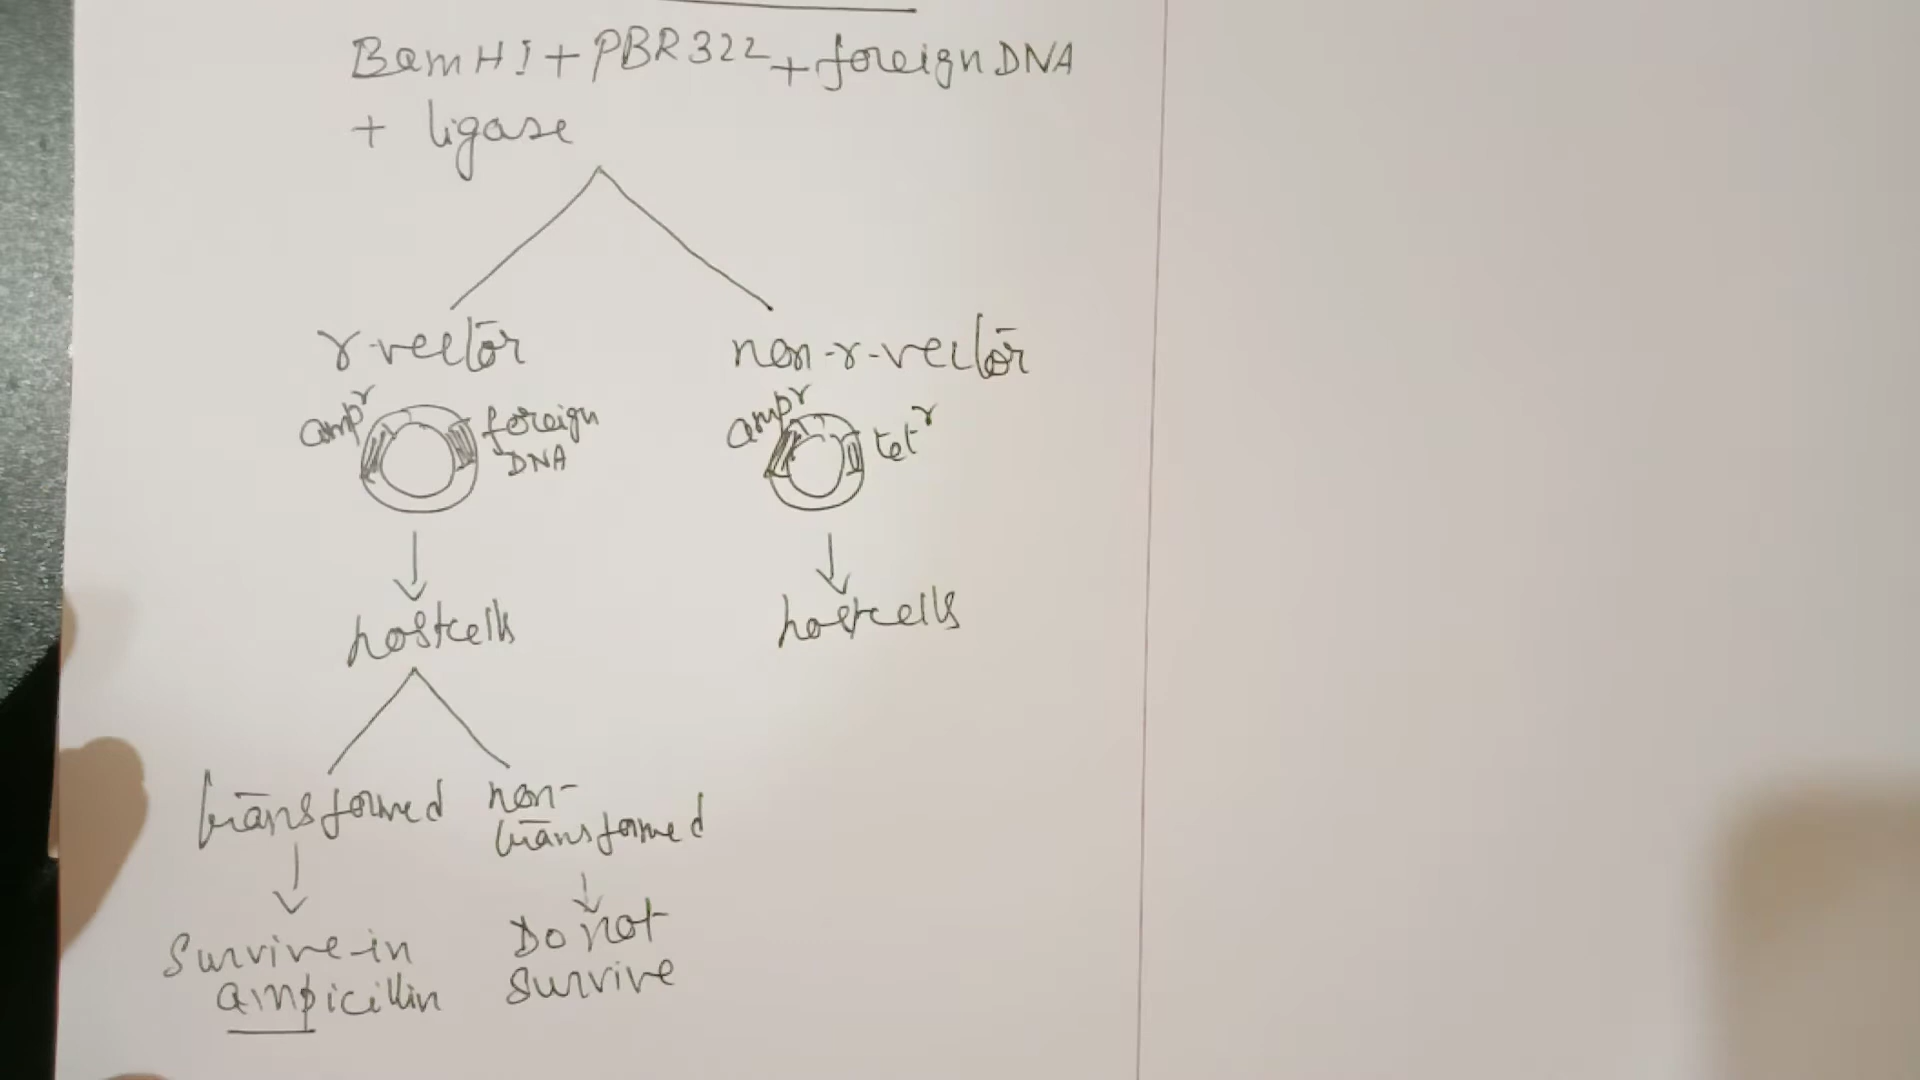 BamHI + PBR322 + foreign DNA
+ ligase
r-vector non-r-vector
ampʳ foreign DNA ampʳ tetʳ
hostcells hostcells
transformed non-transformed
Survive-in ampicillin Do not survive